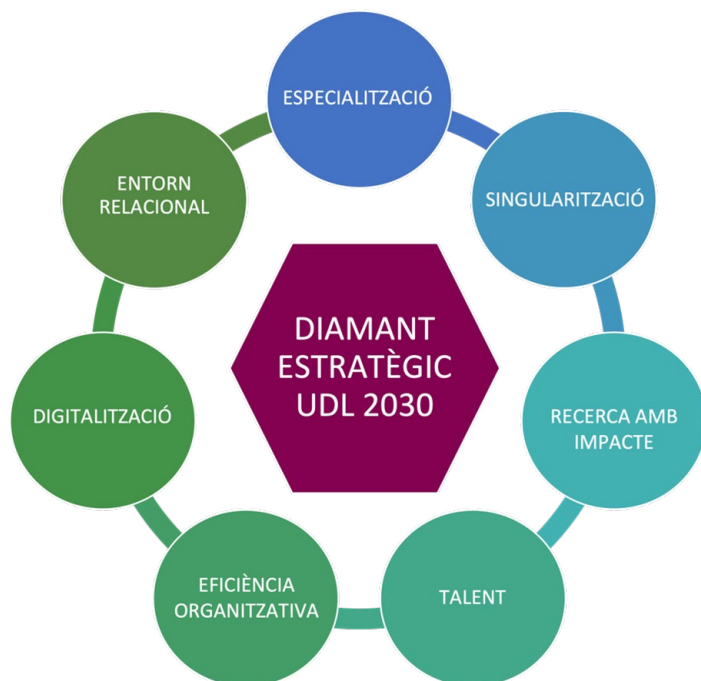 ESPECIALITZACIÓ
SINGULARITZACIÓ
RECERCA AMB
IMPACTE
TALENT
EFICIÈNCIA
ORGANITZATIVA
DIGITALITZACIÓ
ENTORN
RELACIONAL
DIAMANT
ESTRATÈGIC
UDL 2030